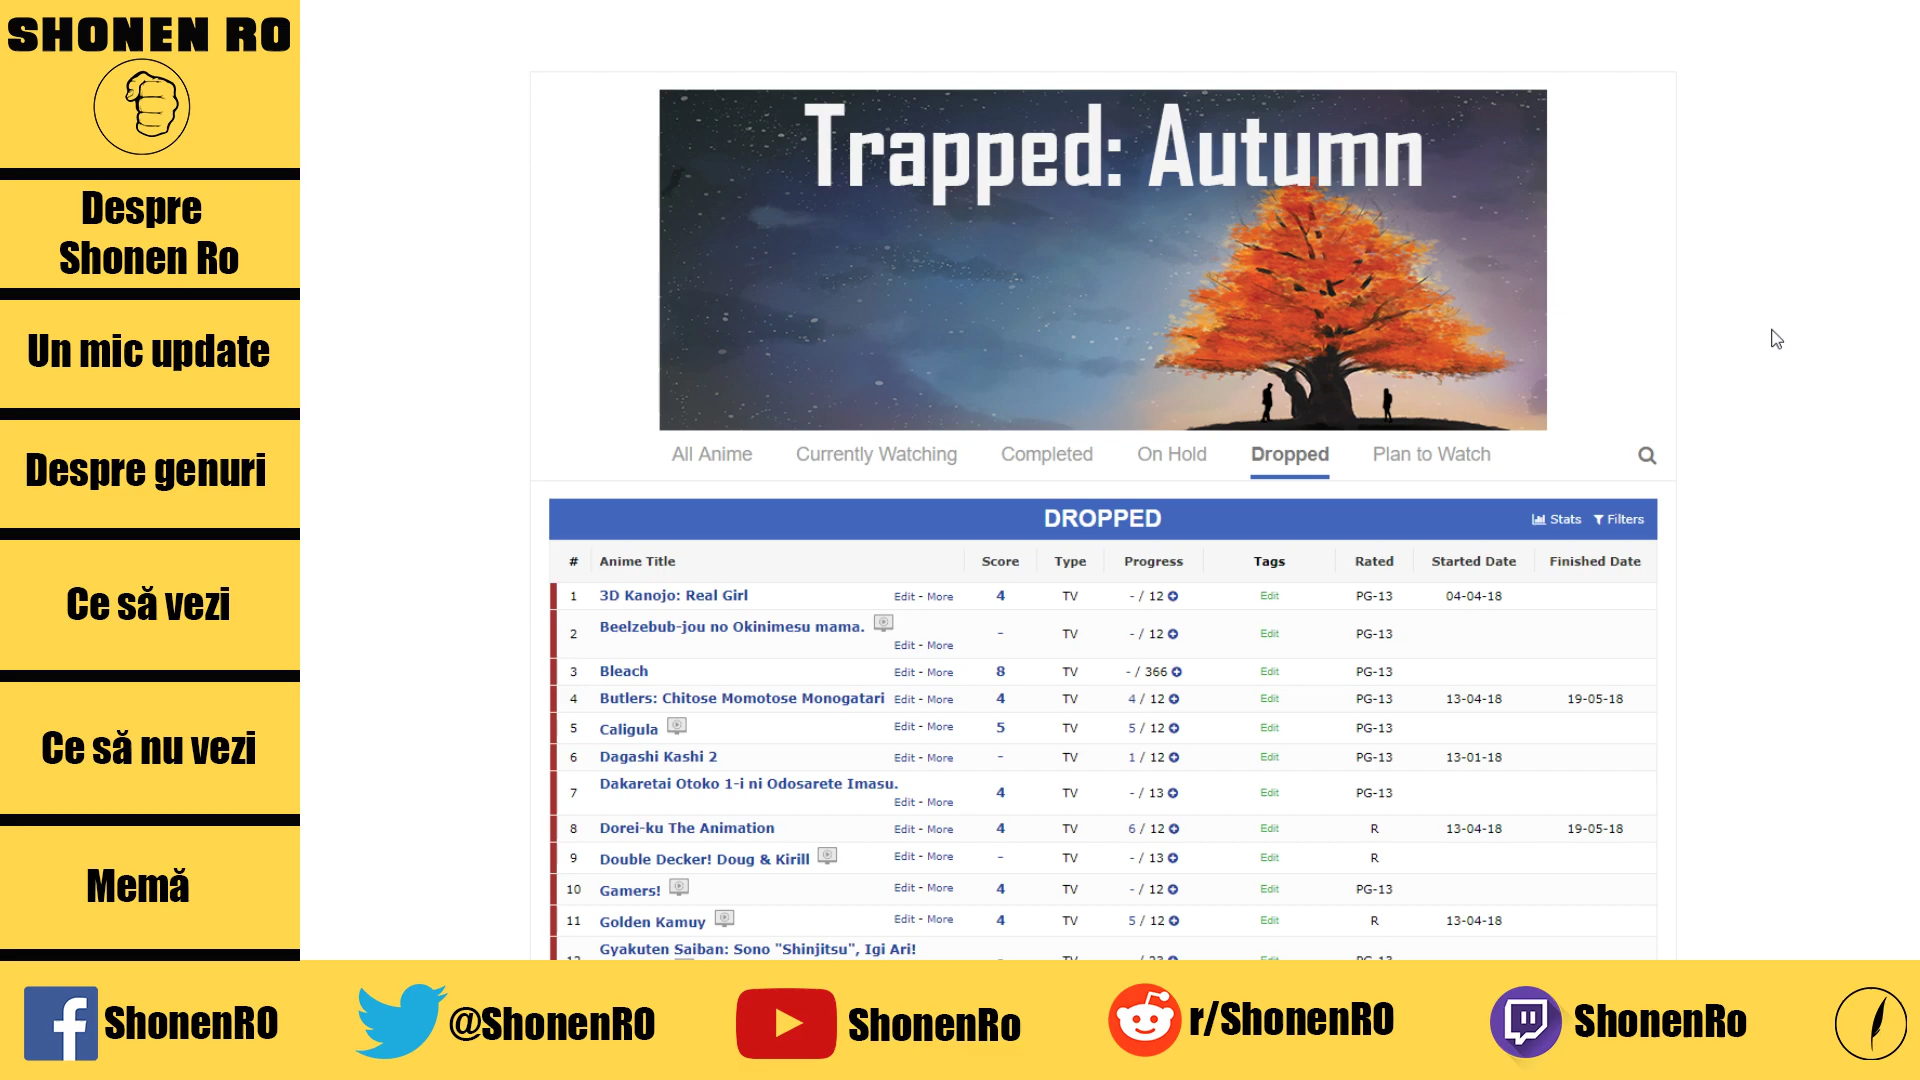 SHONEN RO
Despre
Shonen Ro
Un mic update
Despre genuri
Ce să vezi
Ce să nu vezi
Memă
Trapped: Autumn
All Anime Currently Watching Completed On Hold Dropped Plan to Watch
DROPPED Stats Filters
# Anime Title Score Type Progress Tags Rated Started Date Finished Date
1 3D Kanojo: Real Girl Edit - More 4 TV - / 12 Edit PG-13 04-04-18
2 Beelzebub-jou no Okinimesu mama. Edit - More - TV - / 12 Edit PG-13
3 Bleach Edit - More 8 TV - / 366 Edit PG-13
4 Butlers: Chitose Momotose Monogatari Edit - More 4 TV 4 / 12 Edit PG-13 13-04-18 19-05-18
5 Caligula Edit - More 5 TV 5 / 12 Edit PG-13
6 Dagashi Kashi 2 Edit - More - TV 1 / 12 Edit PG-13 13-01-18
7 Dakaretai Otoko 1-i ni Odosarete Imasu. Edit - More 4 TV - / 13 Edit PG-13
8 Dorei-ku The Animation Edit - More 4 TV 6 / 12 Edit R 13-04-18 19-05-18
9 Double Decker! Doug & Kirill Edit - More - TV - / 13 Edit R
10 Gamers! Edit - More 4 TV - / 12 Edit PG-13
11 Golden Kamuy Edit - More 4 TV 5 / 12 Edit R 13-04-18
Gyakuten Saiban: Sono "Shinjitsu", Igi Ari!
ShonenRO @ShonenRO ShonenRo r/ShonenRO ShonenRo